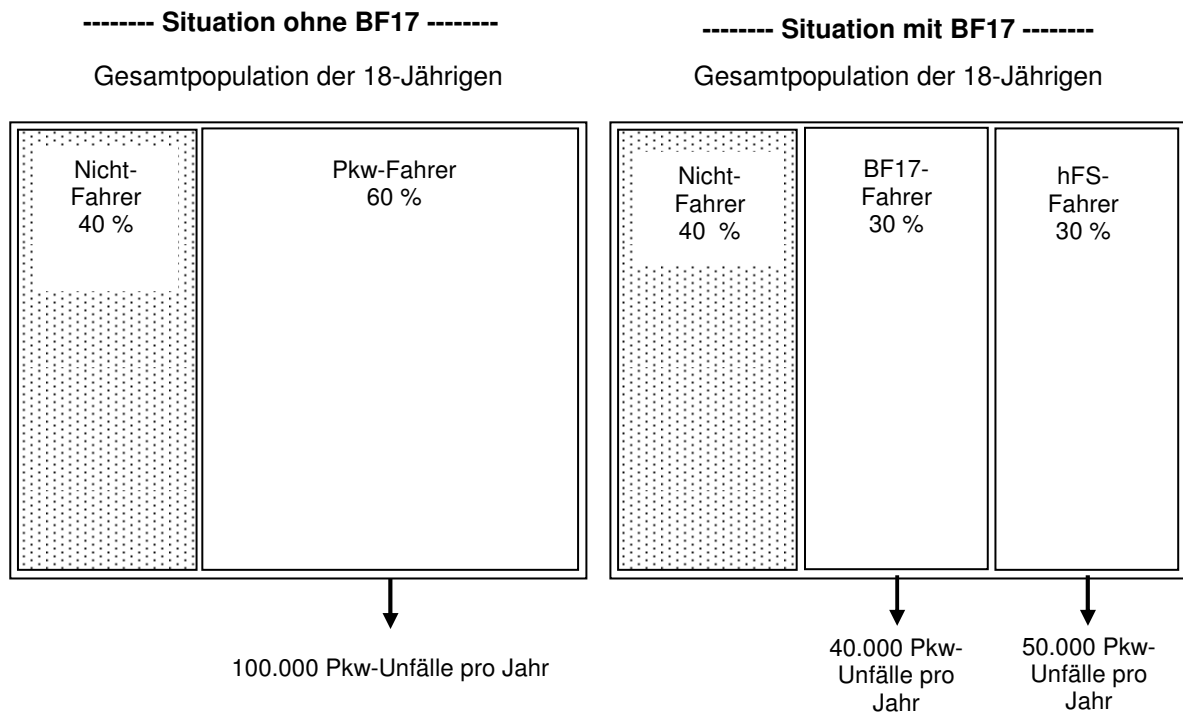 -------- Situation ohne BF17 --------
Gesamtpopulation der 18-Jährigen
Nicht-
Fahrer
40 %
Pkw-Fahrer
60 %
100.000 Pkw-Unfälle pro Jahr
-------- Situation mit BF17 --------
Gesamtpopulation der 18-Jährigen
Nicht-
Fahrer
40 %
BF17-
Fahrer
30 %
hFS-
Fahrer
30 %
40.000 Pkw-
Unfälle pro
Jahr
50.000 Pkw-
Unfälle pro
Jahr